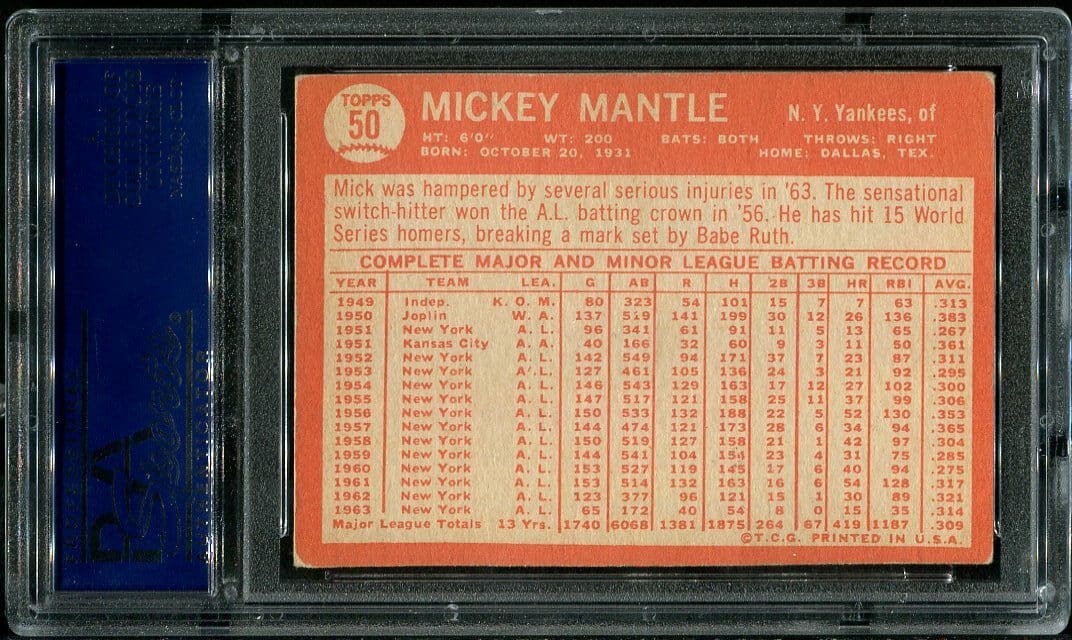 TOPPS
50
MICKEY MANTLE
N. Y. Yankees, of
HT: 6'0" WT: 200 BATS: BOTH THROWS: RIGHT
BORN: OCTOBER 20, 1931 HOME: DALLAS, TEX.
Mick was hampered by several serious injuries in '63. The sensational
switch-hitter won the A.L. batting crown in '56. He has hit 15 World
Series homers, breaking a mark set by Babe Ruth.
COMPLETE MAJOR AND MINOR LEAGUE BATTING RECORD
YEAR TEAM LEA. G AB R H 2B 3B HR RBI AVG.
1949 Indep. K. O. M. 80 323 54 101 15 7 7 63 .313
1950 Joplin W. A. 137 519 141 199 30 12 26 136 .383
1951 New York A. L. 96 341 61 91 11 5 13 65 .267
1951 Kansas City A. A. 40 166 32 60 9 3 11 50 .361
1952 New York A. L. 142 549 94 171 37 7 23 87 .311
1953 New York A. L. 127 461 105 136 24 3 21 92 .295
1954 New York A. L. 146 543 129 163 17 12 27 102 .300
1955 New York A. L. 147 517 121 158 25 11 37 99 .306
1956 New York A. L. 150 533 132 188 22 5 52 130 .353
1957 New York A. L. 144 474 121 173 28 6 34 94 .365
1958 New York A. L. 150 519 127 158 21 1 42 97 .304
1959 New York A. L. 144 541 104 154 23 4 31 75 .285
1960 New York A. L. 153 527 119 145 17 6 40 94 .275
1961 New York A. L. 153 514 132 163 16 6 54 128 .317
1962 New York A. L. 123 377 96 121 15 1 30 89 .321
1963 New York A. L. 65 172 40 54 8 0 15 35 .314
Major League Totals 13 Yrs. 1740 6068 1381 1875 264 67 419 1187 .309
©T.C.G. PRINTED IN U.S.A.
PSA